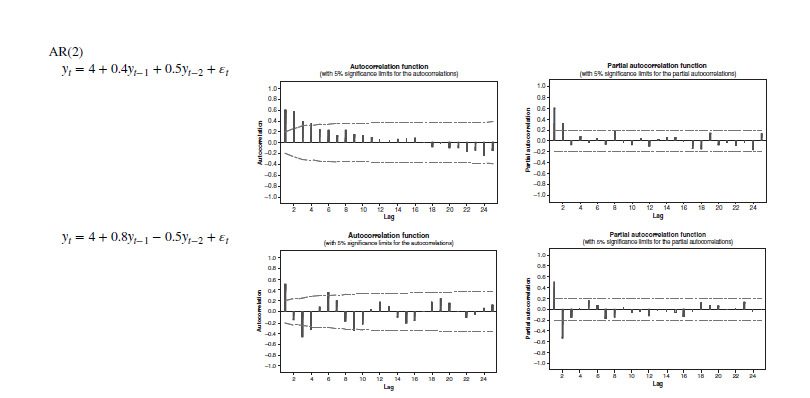 AR(2)
yₜ = 4 + 0.4yₜ₋₁ + 0.5yₜ₋₂ + εₜ
Autocorrelation function
(with 5% significance limits for the autocorrelations)
Autocorrelation
1.0
0.8
0.6
0.4
0.2
0.0
−0.2
−0.4
−0.6
−0.8
−1.0
2 4 6 8 10 12 14 16 18 20 22 24
Lag
Partial autocorrelation function
(with 5% significance limits for the partial autocorrelations)
Partial autocorrelation
1.0
0.8
0.6
0.4
0.2
0.0
−0.2
−0.4
−0.6
−0.8
−1.0
2 4 6 8 10 12 14 16 18 20 22 24
Lag
yₜ = 4 + 0.8yₜ₋₁ − 0.5yₜ₋₂ + εₜ
Autocorrelation function
(with 5% significance limits for the autocorrelations)
Autocorrelation
1.0
0.8
0.6
0.4
0.2
0.0
−0.2
−0.4
−0.6
−0.8
−1.0
2 4 6 8 10 12 14 16 18 20 22 24
Lag
Partial autocorrelation function
(with 5% significance limits for the partial autocorrelations)
Partial autocorrelation
1.0
0.8
0.6
0.4
0.2
0.0
−0.2
−0.4
−0.6
−0.8
−1.0
2 4 6 8 10 12 14 16 18 20 22 24
Lag